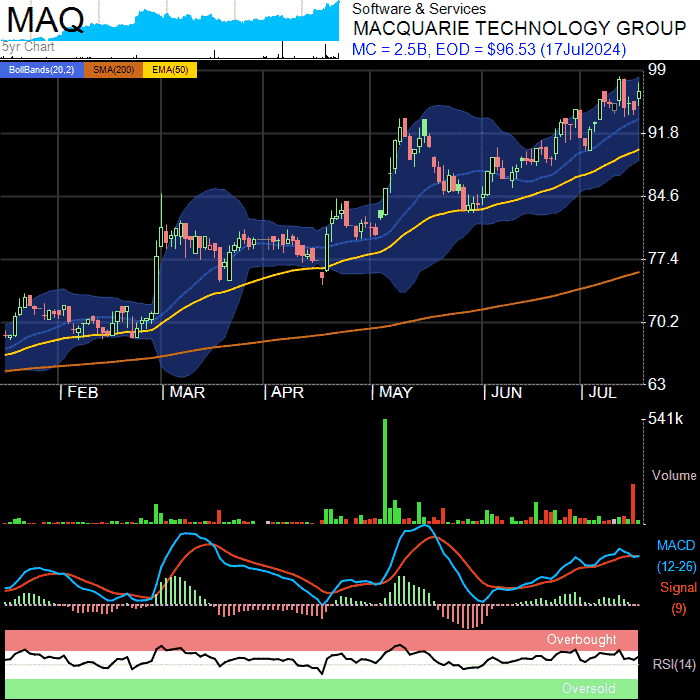 MAQ
5yr Chart
Software & Services
MACQUARIE TECHNOLOGY GROUP
MC = 2.5B, EOD = $96.53 (17Jul2024)
BollBands(20,2) SMA(200) EMA(50)
99
91.8
84.6
77.4
70.2
63
FEB MAR APR MAY JUN JUL
541k
Volume
MACD
(12-26)
Signal
(9)
Overbought
RSI(14)
Oversold